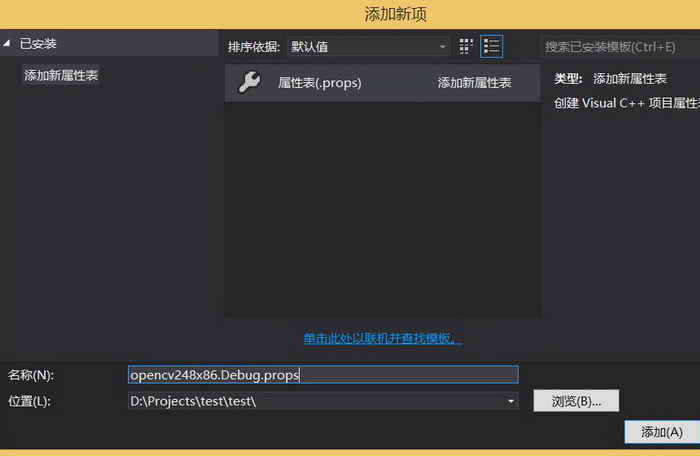 添加新项
已安装
排序依据: 默认值
搜索已安装模板(Ctrl+E)
添加新属性表
属性表(.props) 添加新属性表
类型: 添加新属性表
创建 Visual C++ 项目属性
单击此处以联机并查找模板。
名称(N): opencv248x86.Debug.props
位置(L): D:\Projects\test\test\
浏览(B)...
添加(A)